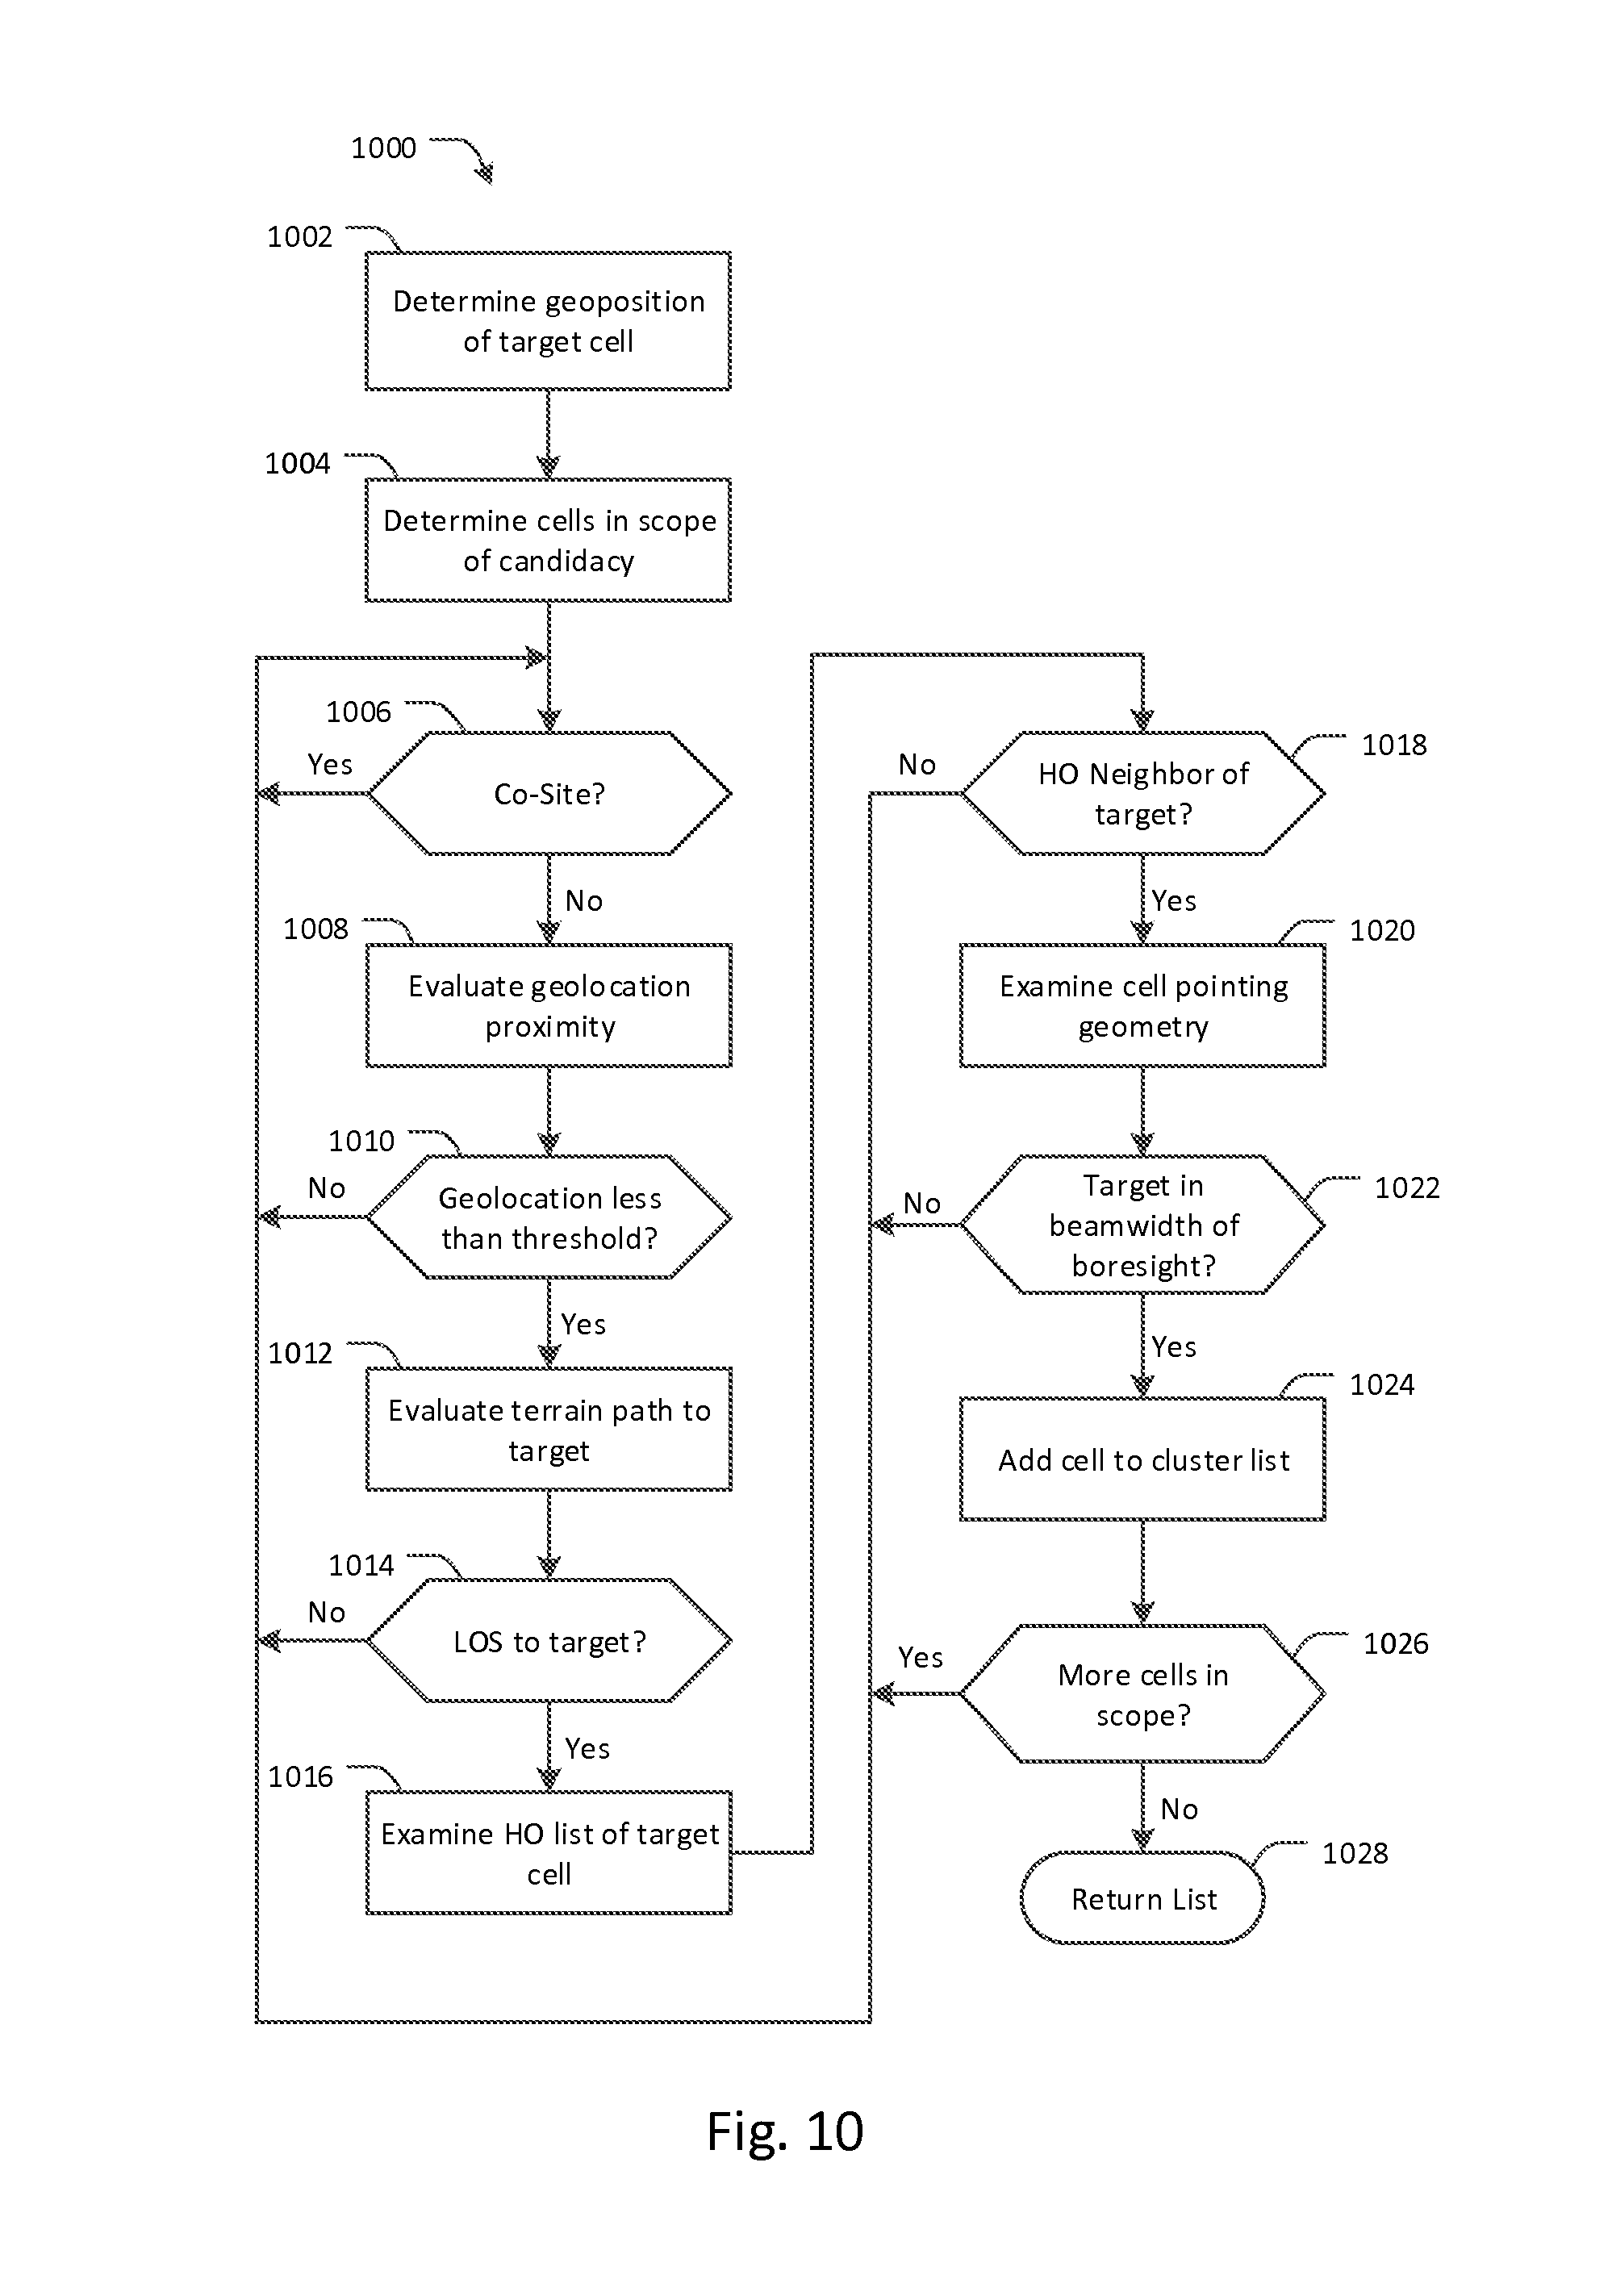 1000
1002
Determine geoposition
of target cell
1004
Determine cells in scope
of candidacy
1006
Yes
Co-Site?
No
1008
Evaluate geolocation
proximity
1010
No
Geolocation less
than threshold?
Yes
1012
Evaluate terrain path to
target
1014
No
LOS to target?
Yes
1016
Examine HO list of target
cell
1018
No
HO Neighbor of
target?
Yes
1020
Examine cell pointing
geometry
1022
No
Target in
beamwidth of
boresight?
Yes
1024
Add cell to cluster list
1026
Yes
More cells in
scope?
No
1028
Return List
Fig. 10